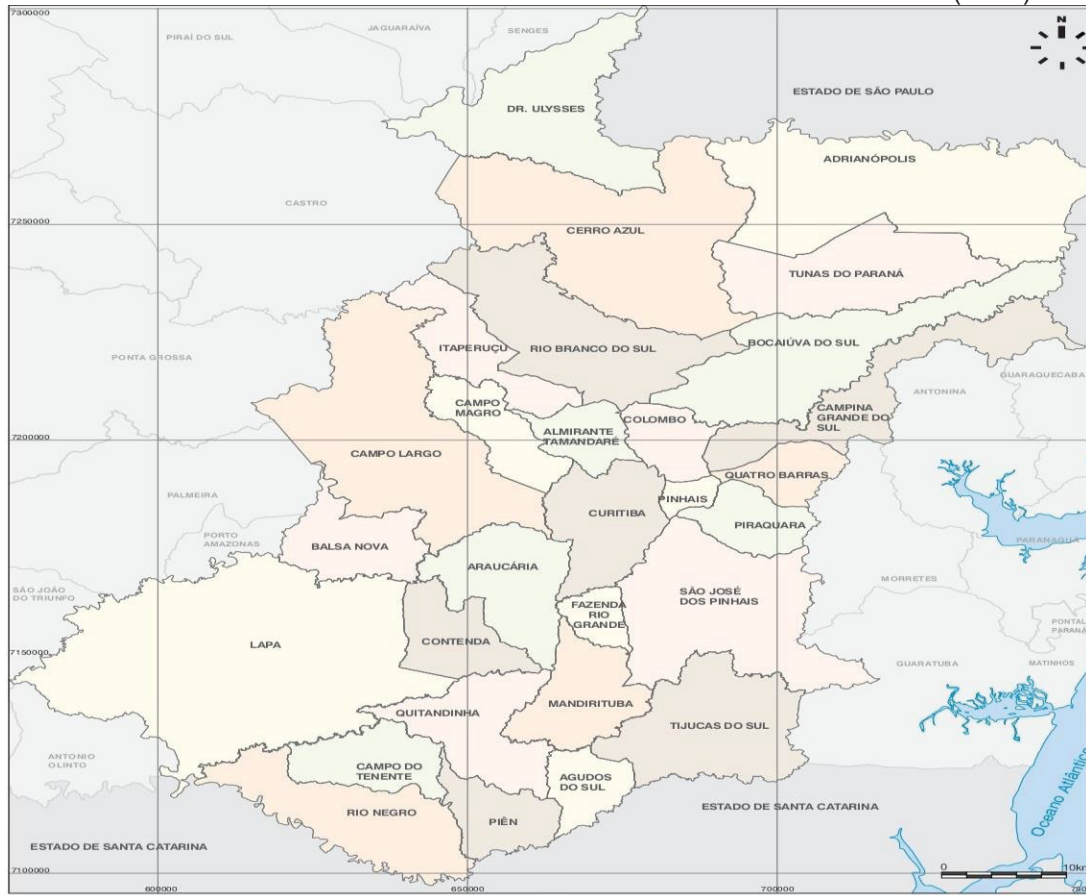 7300000
JAGUARAÍVA
SENGES
PIRAÍ DO SUL
N
DR. ULYSSES
ESTADO DE SÃO PAULO
ADRIANÓPOLIS
CASTRO
7250000
CERRO AZUL
TUNAS DO PARANÁ
PONTA GROSSA
ITAPERUÇU
RIO BRANCO DO SUL
BOCAIÚVA DO SUL
GUARAQUECABA
ANTONINA
CAMPO
MAGRO
COLOMBO
CAMPINA
GRANDE DO
SUL
ALMIRANTE
TAMANDARÉ
7200000
CAMPO LARGO
QUATRO BARRAS
PALMEIRA
PINHAIS
CURITIBA
PIRAQUARA
PORTO
AMAZONAS
BALSA NOVA
PARANAGUÁ
ARAUCÁRIA
MORRETES
SÃO JOÃO
DO TRIUNFO
SÃO JOSÉ
DOS PINHAIS
FAZENDA
RIO
GRANDE
PONTAL
PARANÁ
CONTENDA
LAPA
7150000
GUARATUBA
MATINHOS
QUITANDINHA
MANDIRITUBA
TIJUCAS DO SUL
ANTONIO
OLINTO
CAMPO DO
TENENTE
AGUDOS
DO SUL
Oceano Atlântico
ESTADO DE SANTA CATARINA
RIO NEGRO
PIÊN
ESTADO DE SANTA CATARINA
7100000
0
10km
600000
650000
700000